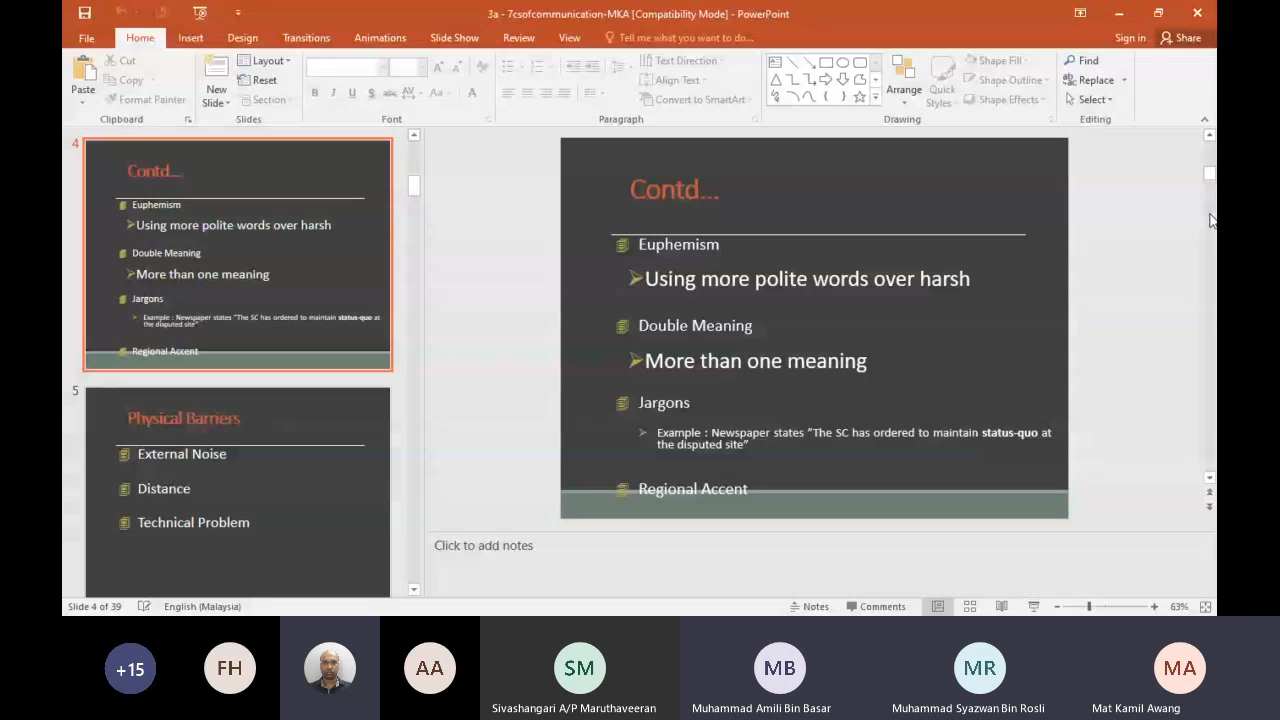 3a - 7csofcommunication-MKA [Compatibility Mode] - PowerPoint
File Home Insert Design Transitions Animations Slide Show Review View Tell me what you want to do... Sign in Share
Paste
Cut
Copy
Format Painter
Clipboard
New Slide
Layout
Reset
Section
Slides
B I U S abc AV Aa A
Font
Text Direction
Align Text
Convert to SmartArt
Paragraph
Arrange
Quick Styles
Shape Fill
Shape Outline
Shape Effects
Drawing
Find
Replace
Select
Editing
4
Contd...
Euphemism
Using more polite words over harsh
Double Meaning
More than one meaning
Jargons
Example : Newspaper states "The SC has ordered to maintain status-quo at
the disputed site"
Regional Accent
5
Physical Barriers
External Noise
Distance
Technical Problem
Contd...
Euphemism
Using more polite words over harsh
Double Meaning
More than one meaning
Jargons
Example : Newspaper states "The SC has ordered to maintain status-quo at
the disputed site"
Regional Accent
Click to add notes
Slide 4 of 39 English (Malaysia) Notes Comments 63%
+15 FH AA SM MB MR MA
Sivashangari A/P Maruthaveeran Muhammad Amili Bin Basar Muhammad Syazwan Bin Rosli Mat Kamil Awang